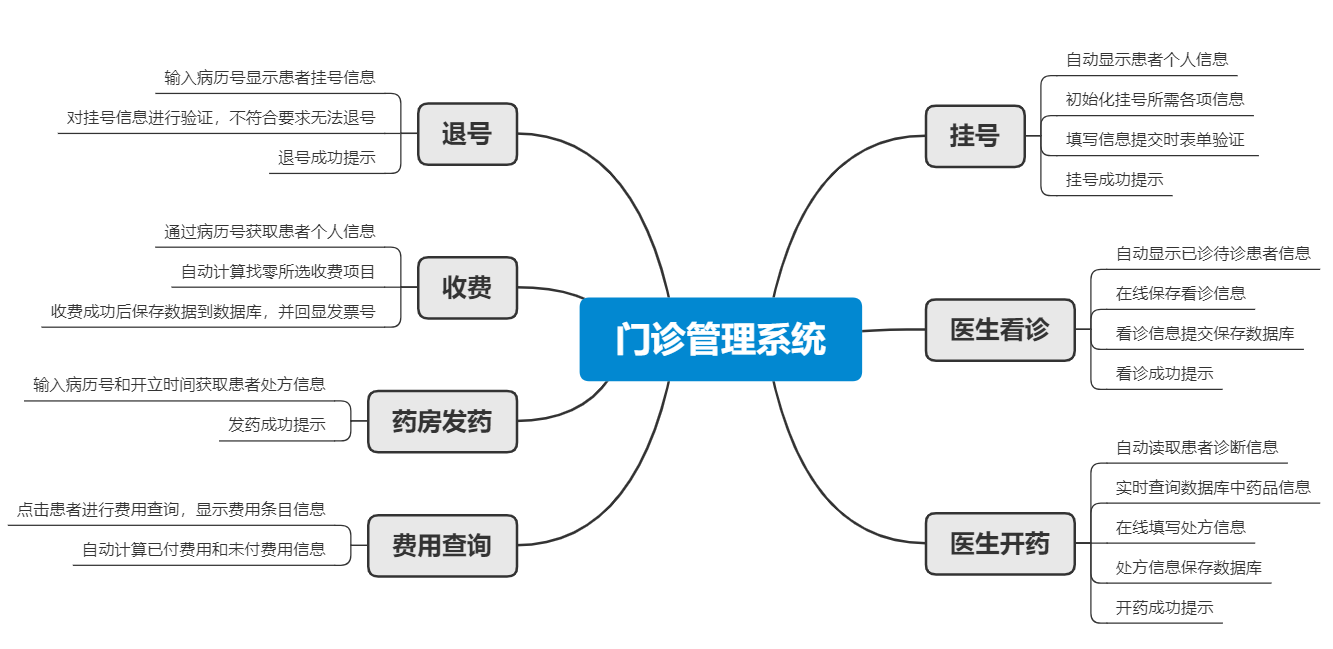 门诊管理系统
挂号
自动显示患者个人信息
初始化挂号所需各项信息
填写信息提交时表单验证
挂号成功提示
医生看诊
自动显示已诊待诊患者信息
在线保存看诊信息
看诊信息提交保存数据库
看诊成功提示
医生开药
自动读取患者诊断信息
实时查询数据库中药品信息
在线填写处方信息
处方信息保存数据库
开药成功提示
退号
输入病历号显示患者挂号信息
对挂号信息进行验证，不符合要求无法退号
退号成功提示
收费
通过病历号获取患者个人信息
自动计算找零所选收费项目
收费成功后保存数据到数据库，并回显发票号
药房发药
输入病历号和开立时间获取患者处方信息
发药成功提示
费用查询
点击患者进行费用查询，显示费用条目信息
自动计算已付费用和未付费用信息